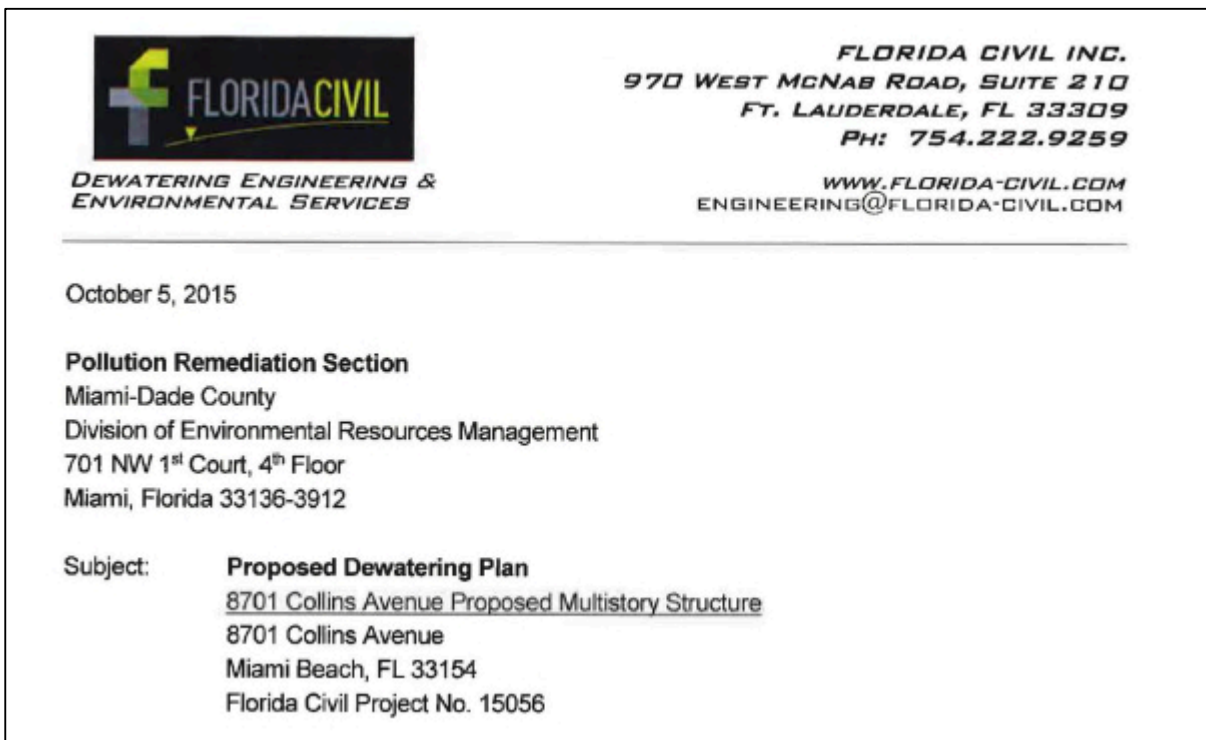 FLORIDACIVIL
DEWATERING ENGINEERING &
ENVIRONMENTAL SERVICES
FLORIDA CIVIL INC.
970 WEST MCNAB ROAD, SUITE 210
FT. LAUDERDALE, FL 33309
PH: 754.222.9259
WWW.FLORIDA-CIVIL.COM
ENGINEERING@FLORIDA-CIVIL.COM
October 5, 2015
Pollution Remediation Section
Miami-Dade County
Division of Environmental Resources Management
701 NW 1st Court, 4th Floor
Miami, Florida 33136-3912
Subject: Proposed Dewatering Plan
8701 Collins Avenue Proposed Multistory Structure
8701 Collins Avenue
Miami Beach, FL 33154
Florida Civil Project No. 15056